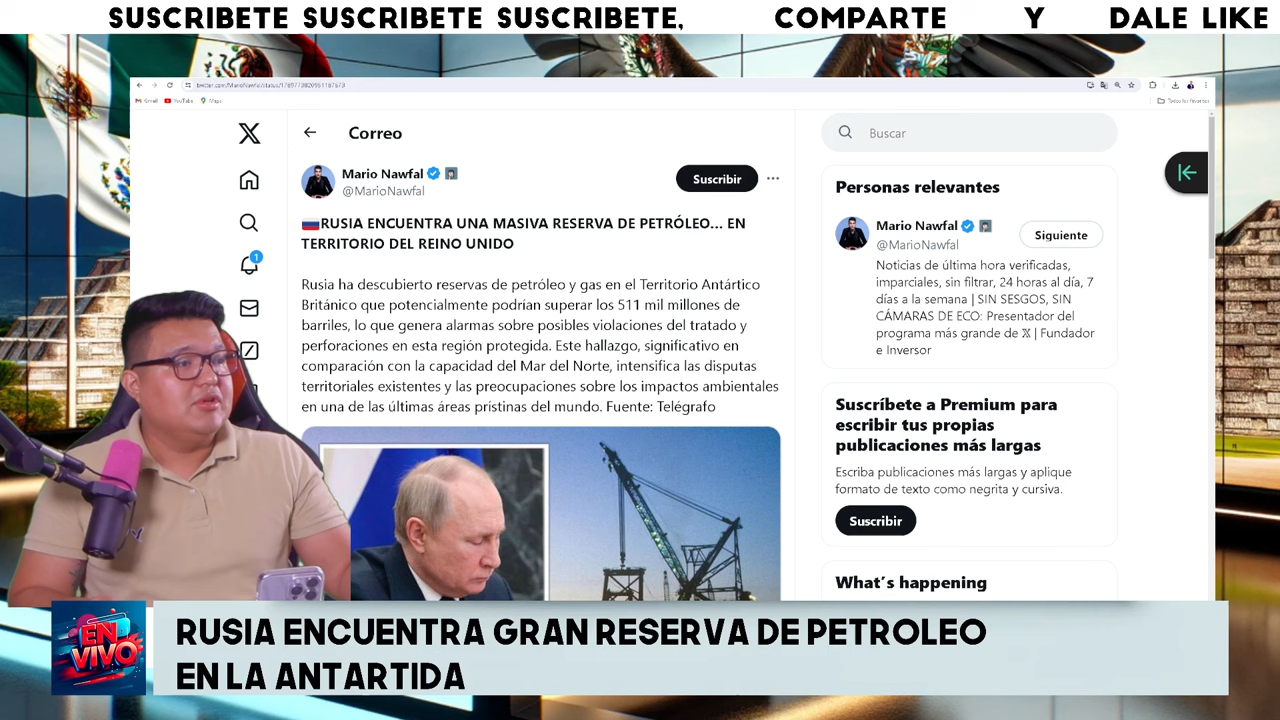 SUSCRIBETE SUSCRIBETE SUSCRIBETE, COMPARTE Y DALE LIKE
Gmail YouTube Maps
Todos los favoritos
Correo
Buscar
Mario Nawfal
@MarioNawfal
Suscribir
RUSIA ENCUENTRA UNA MASIVA RESERVA DE PETRÓLEO... EN
TERRITORIO DEL REINO UNIDO
Rusia ha descubierto reservas de petróleo y gas en el Territorio Antártico
Británico que potencialmente podrían superar los 511 mil millones de
barriles, lo que genera alarmas sobre posibles violaciones del tratado y
perforaciones en esta región protegida. Este hallazgo, significativo en
comparación con la capacidad del Mar del Norte, intensifica las disputas
territoriales existentes y las preocupaciones sobre los impactos ambientales
en una de las últimas áreas prístinas del mundo. Fuente: Telégrafo
1
Personas relevantes
Mario Nawfal
@MarioNawfal
Siguiente
Noticias de última hora verificadas,
imparciales, sin filtrar, 24 horas al día, 7
días a la semana | SIN SESGOS, SIN
CÁMARAS DE ECO: Presentador del
programa más grande de 𝕏 | Fundador
e Inversor
Suscríbete a Premium para
escribir tus propias
publicaciones más largas
Escriba publicaciones más largas y aplique
formato de texto como negrita y cursiva.
Suscribir
What's happening
EN
VIVO
RUSIA ENCUENTRA GRAN RESERVA DE PETROLEO
EN LA ANTARTIDA